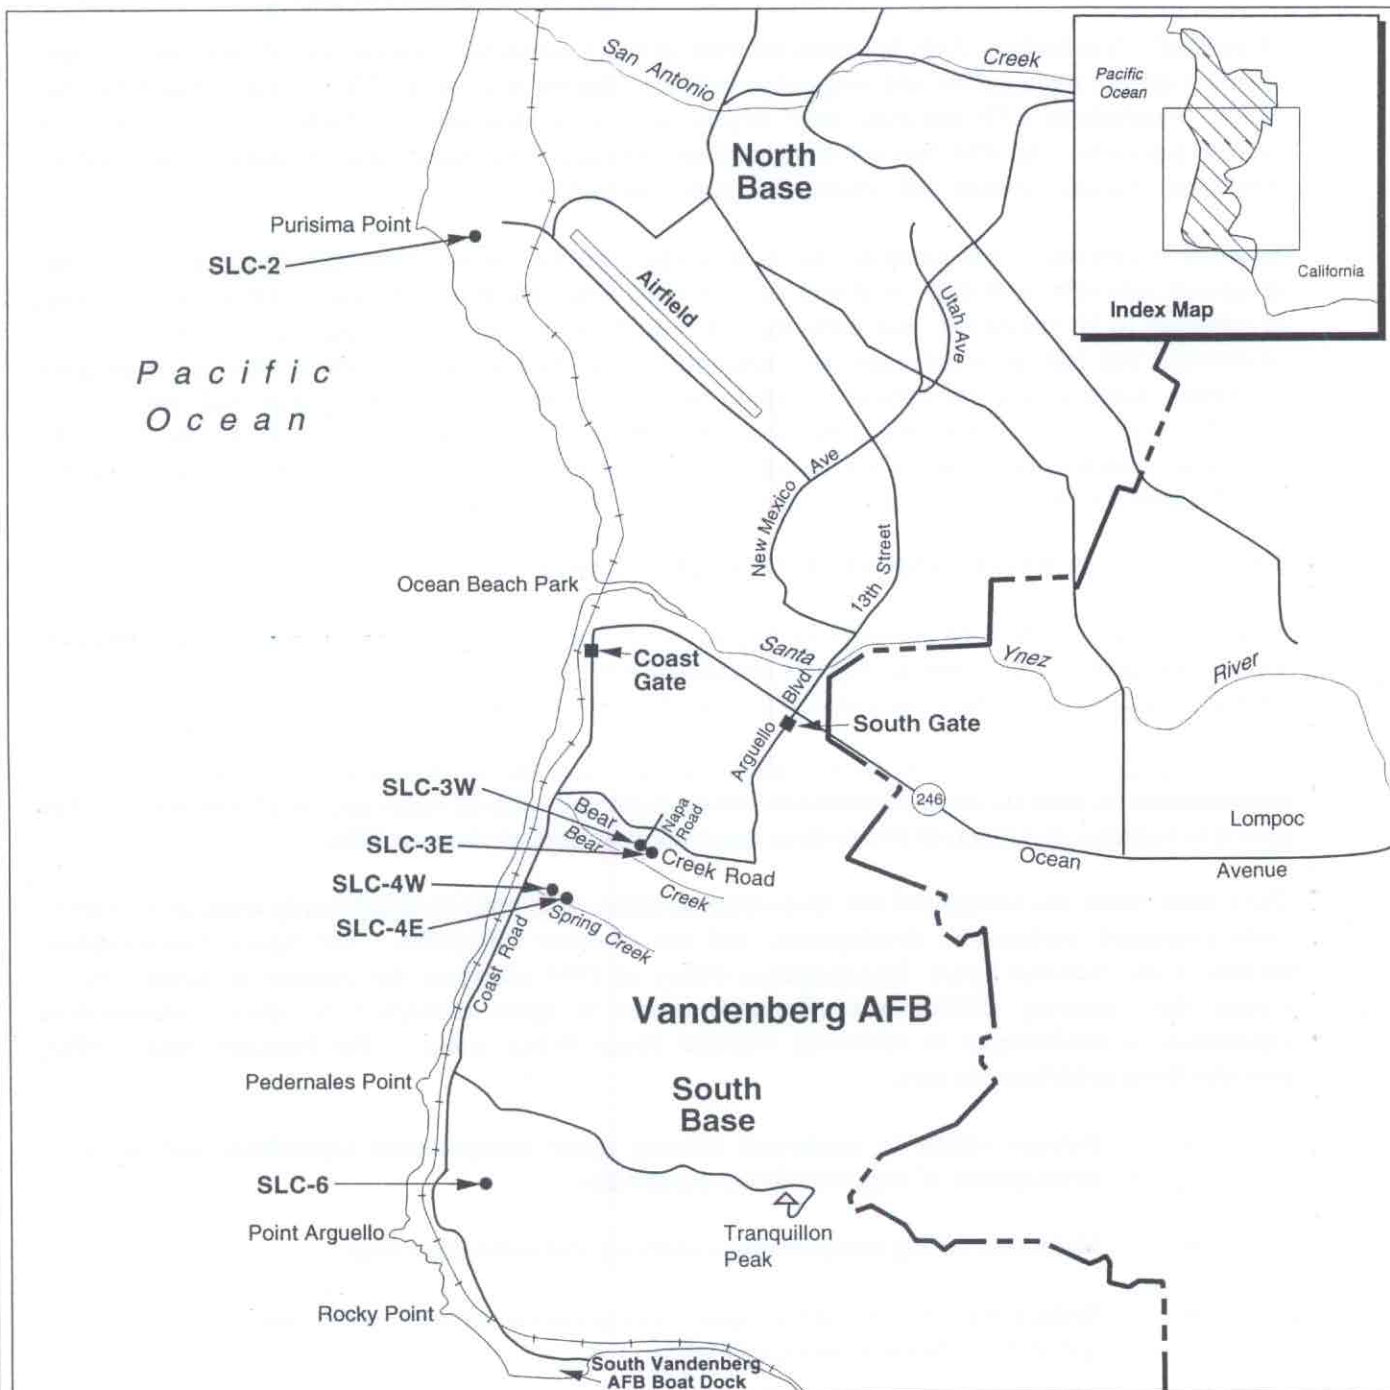 San Antonio
Creek
Pacific
Ocean
California
Index Map
North
Base
Purisima Point
SLC-2
Airfield
Utah Ave
Pacific
Ocean
New Mexico
Ave
13th Street
Ocean Beach Park
Santa
Ynez
River
Coast
Gate
Arguello
Blvd
South Gate
SLC-3W
Bear
Napa
Road
246
Lompoc
Bear
SLC-3E
Creek Road
Ocean
Avenue
SLC-4W
Creek
SLC-4E
Spring Creek
Coast Road
Vandenberg AFB
Pedernales Point
South
Base
SLC-6
Point Arguello
Tranquillon
Peak
Rocky Point
South Vandenberg
AFB Boat Dock